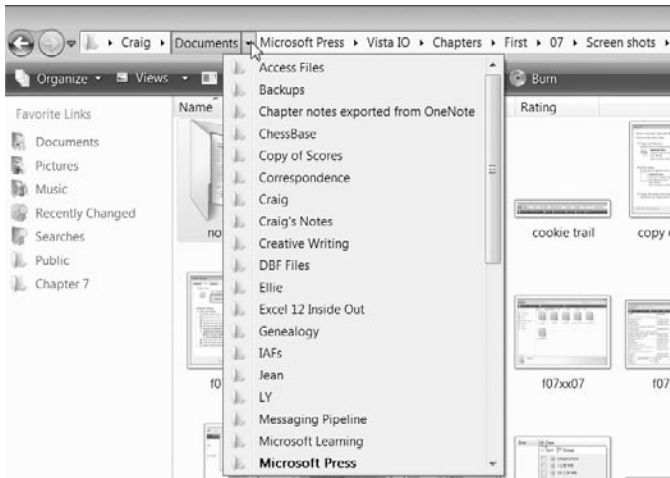 Craig Documents Microsoft Press Vista IO Chapters First 07 Screen shots
Organize Views Burn
Favorite Links
Documents
Pictures
Music
Recently Changed
Searches
Public
Chapter 7
Name
Access Files
Backups
Chapter notes exported from OneNote
ChessBase
Copy of Scores
Correspondence
Craig
Craig's Notes
Creative Writing
DBF Files
Ellie
Excel 12 Inside Out
Genealogy
IAFs
Jean
LY
Messaging Pipeline
Microsoft Learning
Microsoft Press
Rating
cookie trail
copy
f07xx07